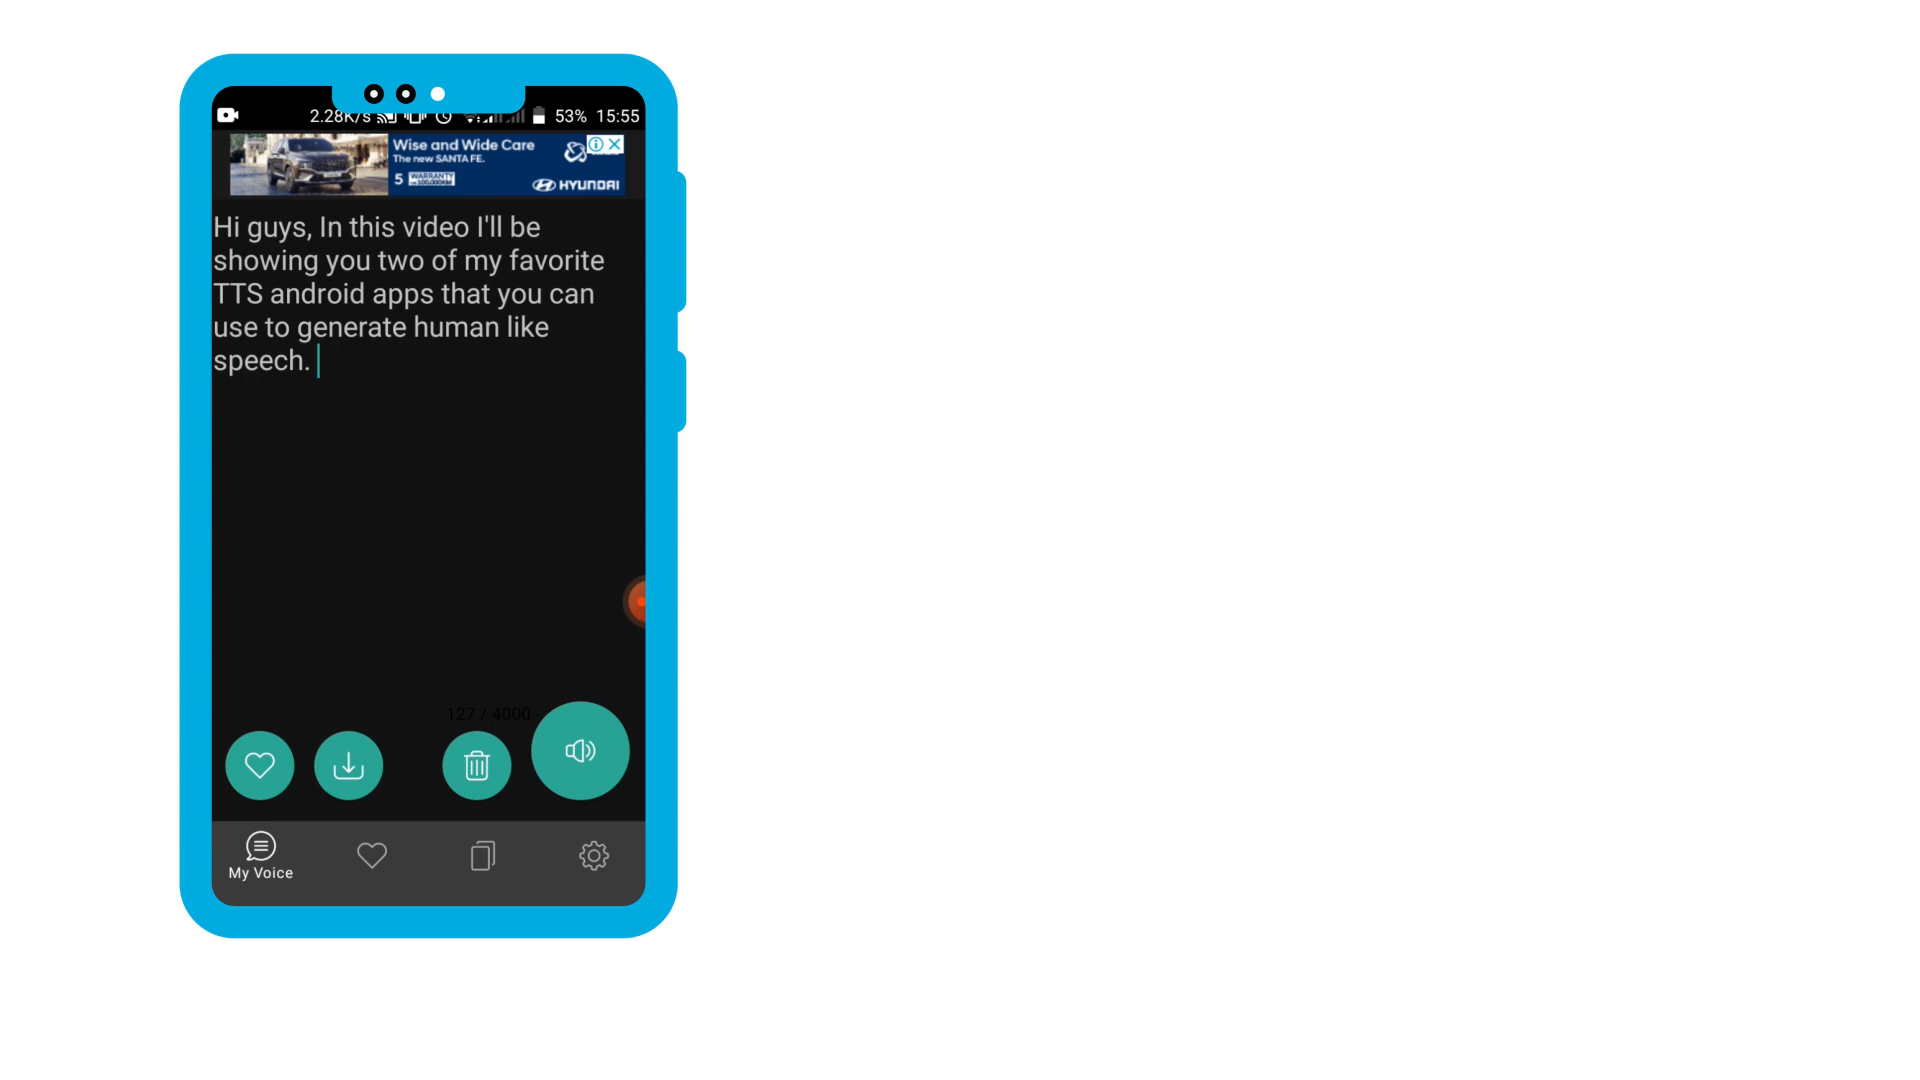 2.28K/s 53% 15:55
Wise and Wide Care
The new SANTA FE.
5 WARRANTY
HYUNDAI
Hi guys, In this video I'll be
showing you two of my favorite
TTS android apps that you can
use to generate human like
speech.
127 / 4000
My Voice